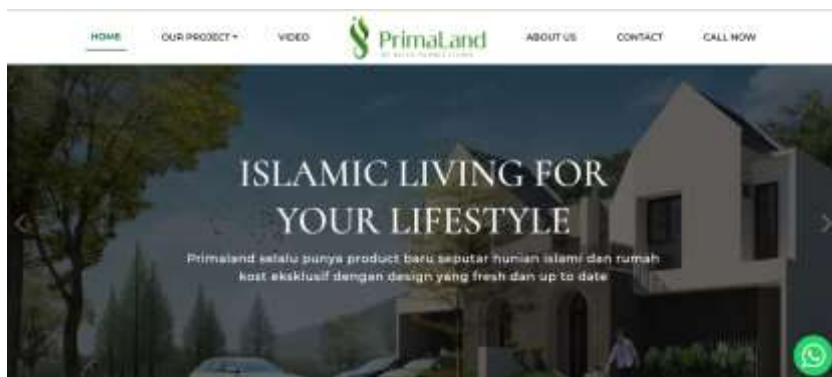 HOME OUR PROJECT VIDEO PrimaLand ABOUT US CONTACT CALL NOW
ISLAMIC LIVING FOR
YOUR LIFESTYLE
Primaland selalu punya product baru seputar hunian islami dan rumah
kost eksklusif dengan design yang fresh dan up to date